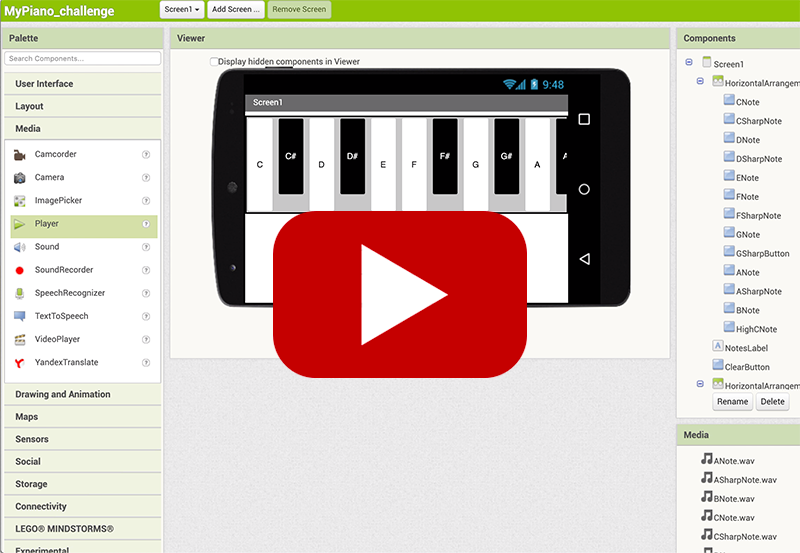 MyPiano_challenge
Screen1
Add Screen ...
Remove Screen
Palette
Search Components...
User Interface
Layout
Media
Camcorder
?
Camera
?
ImagePicker
?
Player
?
Sound
?
SoundRecorder
?
SpeechRecognizer
?
TextToSpeech
?
VideoPlayer
?
YandexTranslate
?
Drawing and Animation
Maps
Sensors
Social
Storage
Connectivity
LEGO® MINDSTORMS®
Experimental
Viewer
Display hidden components in Viewer
9:48
Screen1
C
C#
D
D#
E
F
F#
G
G#
A
A
Components
Screen1
HorizontalArrangem
CNote
CSharpNote
DNote
DSharpNote
ENote
FNote
FSharpNote
GNote
GSharpButton
ANote
ASharpNote
BNote
HighCNote
A
NotesLabel
ClearButton
HorizontalArrangem
Rename
Delete
Media
ANote.wav
ASharpNote.wav
BNote.wav
CNote.wav
CSharpNote.wav